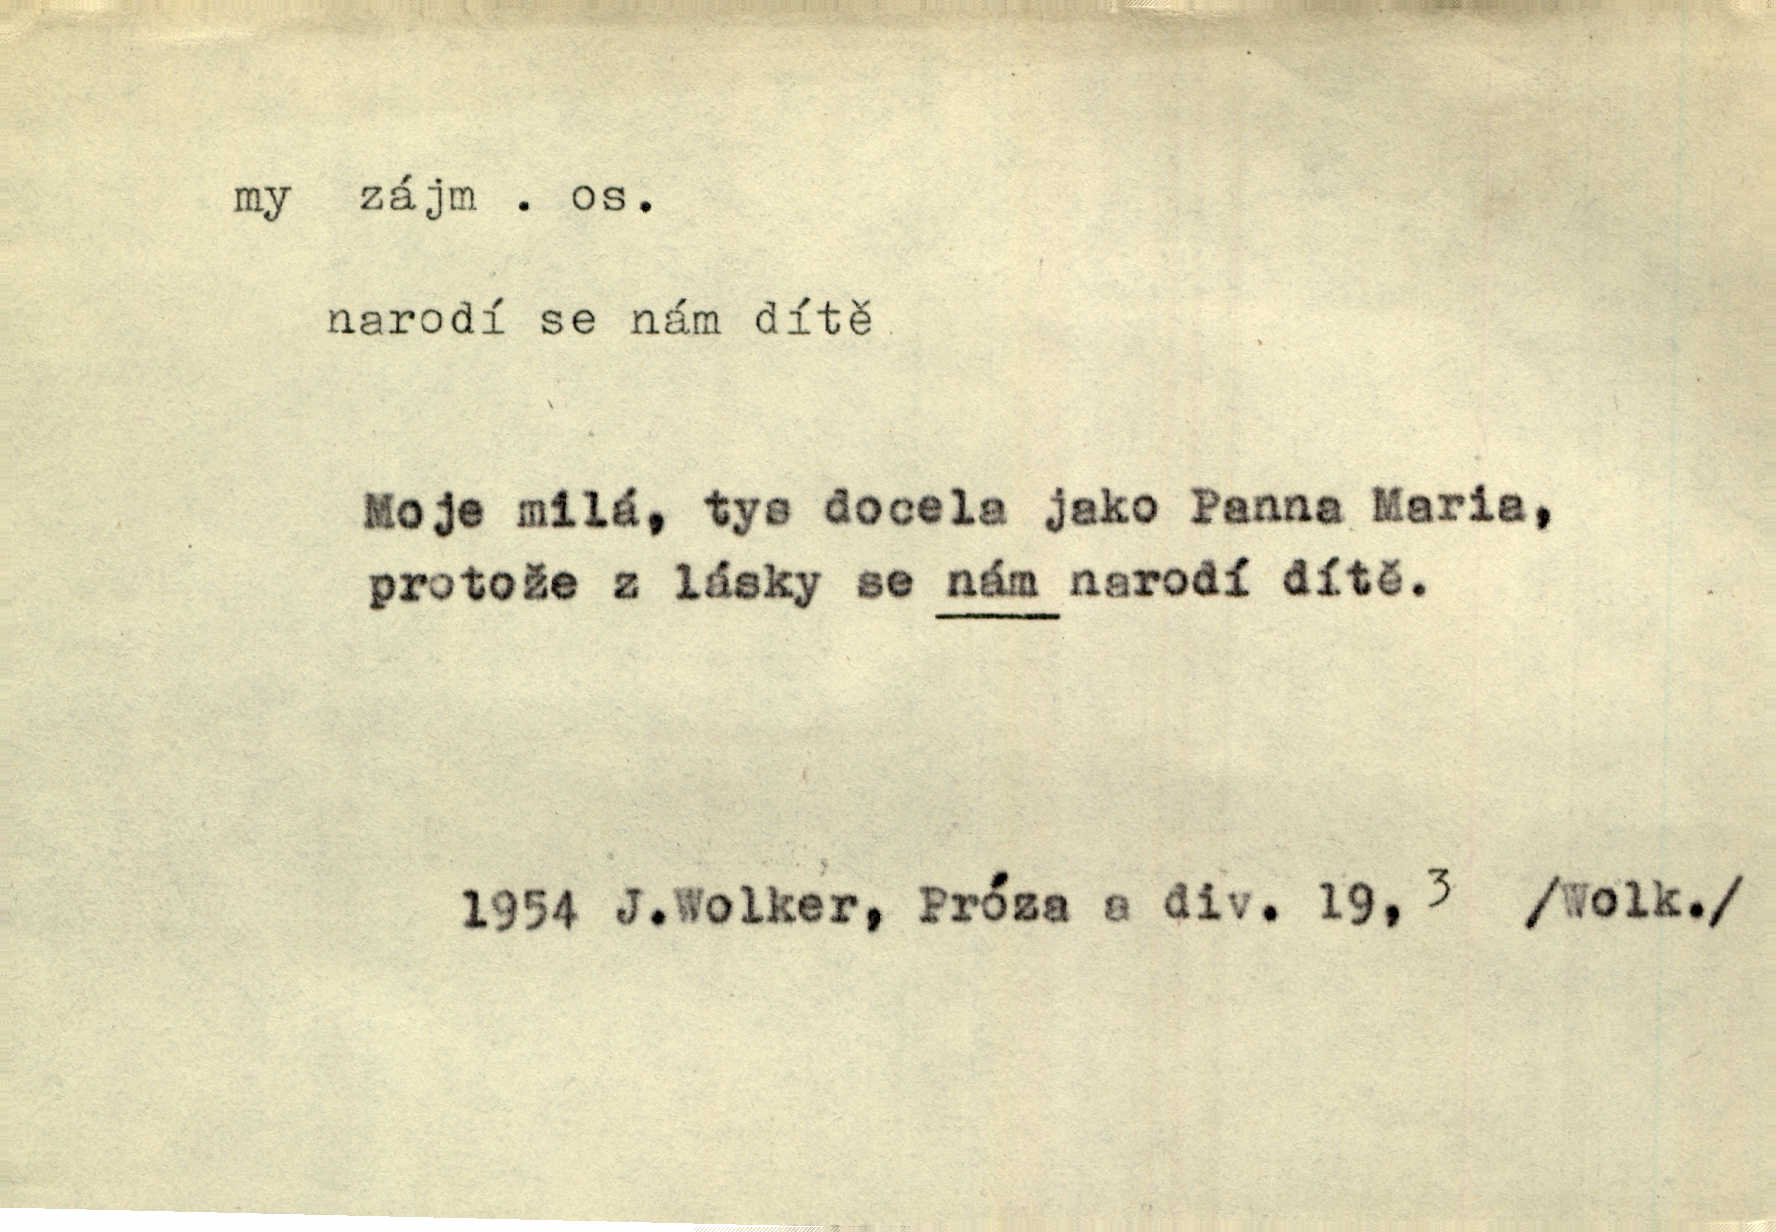 my zájm . os.
narodí se nám dítě
Moje milá, tys docela jako Panna Maria,
protože z lásky se nám narodí dítě.
1954 J.Wolker, Próza a div. 19,3 /Wolk./